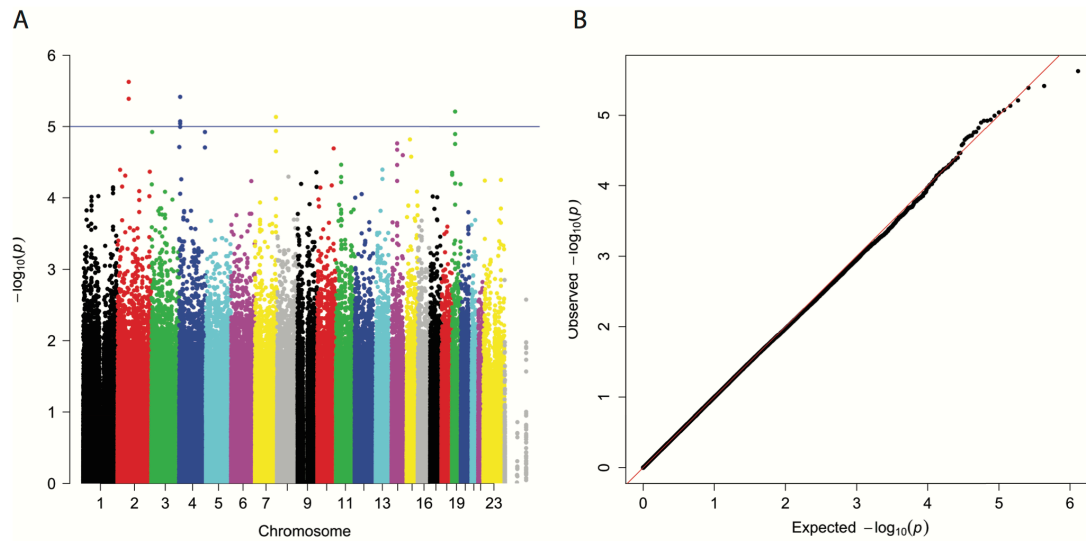 A
B
6
5
4
3
2
1
0
−log₁₀(p)
1 2 3 4 5 6 7 9 11 13 16 19 23
Chromosome
5
4
3
2
1
0
Observed −log₁₀(p)
0 1 2 3 4 5 6
Expected −log₁₀(p)